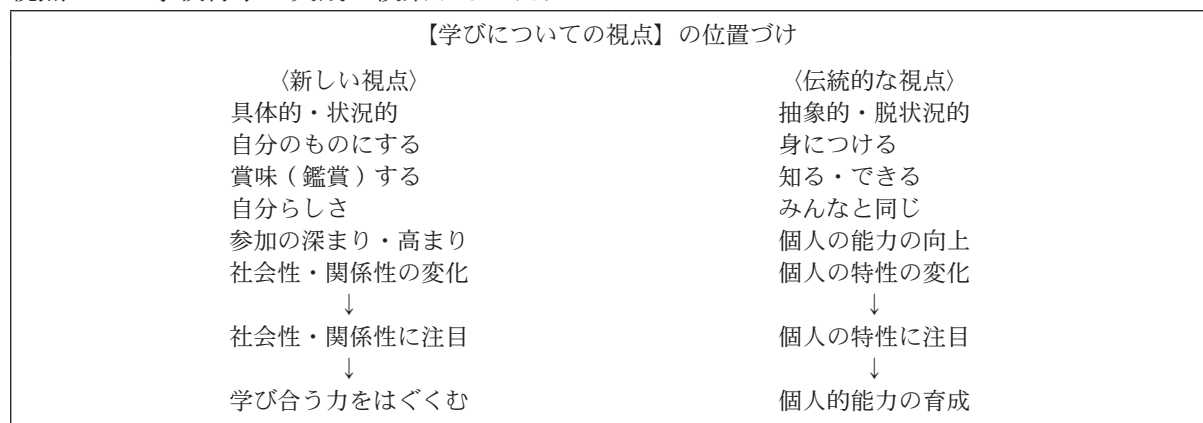 【学びについての視点】の位置づけ
〈新しい視点〉 〈伝統的な視点〉
具体的・状況的 抽象的・脱状況的
自分のものにする 身につける
賞味(鑑賞)する 知る・できる
自分らしさ みんなと同じ
参加の深まり・高まり 個人の能力の向上
社会性・関係性の変化 個人の特性の変化
↓ ↓
社会性・関係性に注目 個人の特性に注目
↓ ↓
学び合う力をはぐくむ 個人的能力の育成